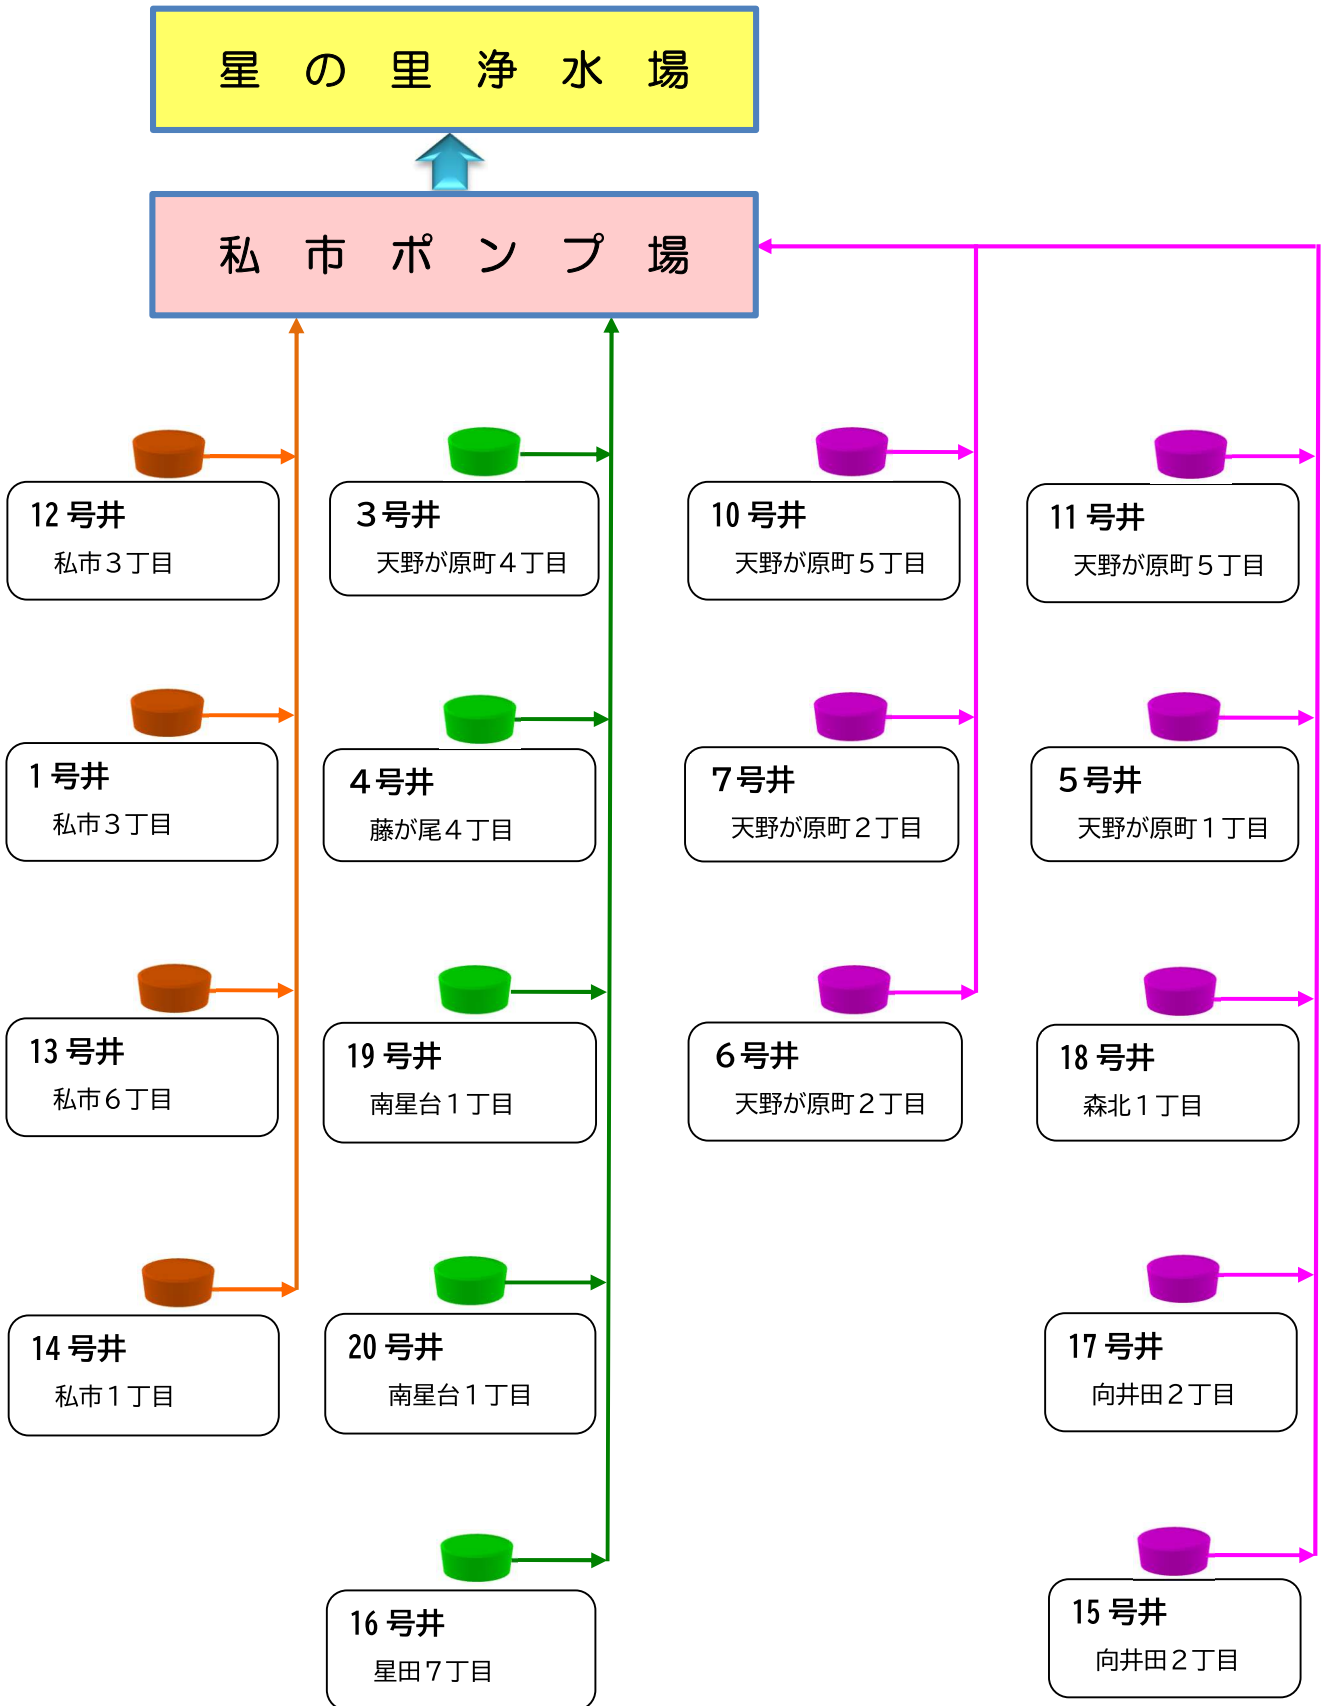 星の里浄水場
私市ポンプ場
12号井
私市3丁目
1号井
私市3丁目
13号井
私市6丁目
14号井
私市1丁目
3号井
天野が原町4丁目
4号井
藤が尾4丁目
19号井
南星台1丁目
20号井
南星台1丁目
16号井
星田7丁目
10号井
天野が原町5丁目
7号井
天野が原町2丁目
6号井
天野が原町2丁目
11号井
天野が原町5丁目
5号井
天野が原町1丁目
18号井
森北1丁目
17号井
向井田2丁目
15号井
向井田2丁目